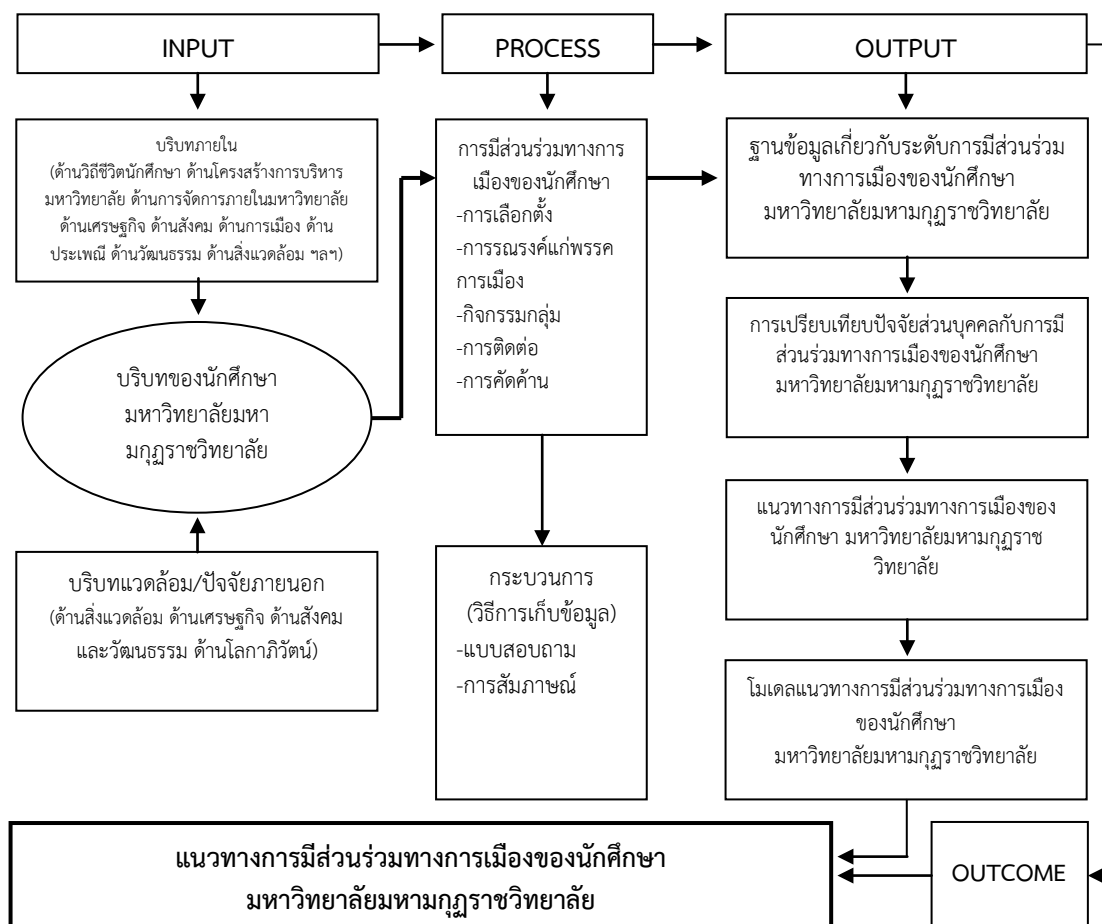 INPUT
PROCESS
OUTPUT
บริบทภายใน
(ด้านวิถีชีวิตนักศึกษา ด้านโครงสร้างการบริหาร
มหาวิทยาลัย ด้านการจัดการภายในมหาวิทยาลัย
ด้านเศรษฐกิจ ด้านสังคม ด้านการเมือง ด้าน
ประเพณี ด้านวัฒนธรรม ด้านสิ่งแวดล้อม ฯลฯ)
บริบทของนักศึกษา
มหาวิทยาลัยมหา
มกุฏราชวิทยาลัย
บริบทแวดล้อม/ปัจจัยภายนอก
(ด้านสิ่งแวดล้อม ด้านเศรษฐกิจ ด้านสังคม
และวัฒนธรรม ด้านโลกาภิวัตน์)
การมีส่วนร่วมทางการ
เมืองของนักศึกษา
-การเลือกตั้ง
-การรณรงค์แก่พรรค
การเมือง
-กิจกรรมกลุ่ม
-การติดต่อ
-การคัดค้าน
กระบวนการ
(วิธีการเก็บข้อมูล)
-แบบสอบถาม
-การสัมภาษณ์
ฐานข้อมูลเกี่ยวกับระดับการมีส่วนร่วม
ทางการเมืองของนักศึกษา
มหาวิทยาลัยมหามกุฏราชวิทยาลัย
การเปรียบเทียบปัจจัยส่วนบุคคลกับการมี
ส่วนร่วมทางการเมืองของนักศึกษา
มหาวิทยาลัยมหามกุฏราชวิทยาลัย
แนวทางการมีส่วนร่วมทางการเมืองของ
นักศึกษา มหาวิทยาลัยมหามกุฏราช
วิทยาลัย
โมเดลแนวทางการมีส่วนร่วมทางการเมือง
ของนักศึกษา
มหาวิทยาลัยมหามกุฏราชวิทยาลัย
แนวทางการมีส่วนร่วมทางการเมืองของนักศึกษา
มหาวิทยาลัยมหามกุฏราชวิทยาลัย
OUTCOME